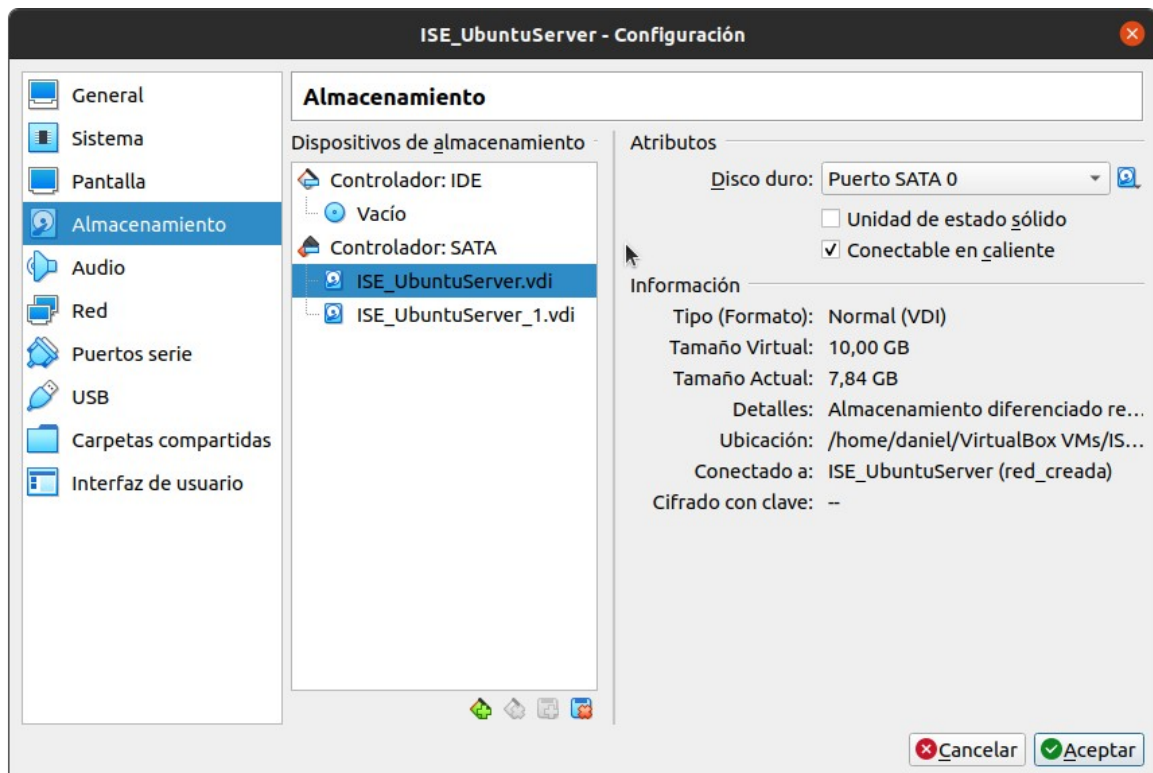 ISE_UbuntuServer - Configuración
General
Sistema
Pantalla
Almacenamiento
Audio
Red
Puertos serie
USB
Carpetas compartidas
Interfaz de usuario
Almacenamiento
Dispositivos de almacenamiento
Controlador: IDE
Vacío
Controlador: SATA
ISE_UbuntuServer.vdi
ISE_UbuntuServer_1.vdi
Atributos
Disco duro: Puerto SATA 0
Unidad de estado sólido
Conectable en caliente
Información
Tipo (Formato): Normal (VDI)
Tamaño Virtual: 10,00 GB
Tamaño Actual: 7,84 GB
Detalles: Almacenamiento diferenciado re...
Ubicación: /home/daniel/VirtualBox VMs/IS...
Conectado a: ISE_UbuntuServer (red_creada)
Cifrado con clave: --
Cancelar
Aceptar